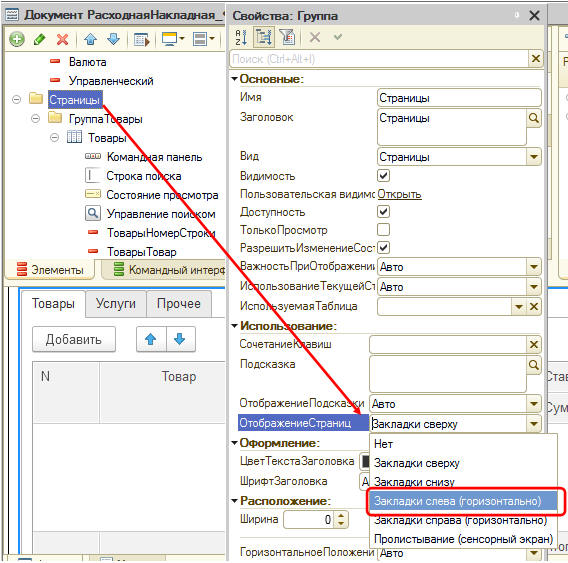 Документ РасходнаяНакладная_
Валюта
Управленческий
Страницы
ГруппаТовары
Товары
Командная панель
Строка поиска
Состояние просмотра
Управление поиском
ТоварыНомерСтроки
ТоварыТовар
Элементы
Командный интерф
Товары
Услуги
Прочее
Добавить
N
Товар
Свойства: Группа
Поиск (Ctrl+Alt+I)
Основные:
Имя Страницы
Заголовок Страницы
Вид Страницы
Видимость
Пользовательская видимо Открыть
Доступность
ТолькоПросмотр
РазрешитьИзменениеСос
ВажностьПриОтображени Авто
ИспользованиеТекущейСт Авто
ИспользуемаяТаблица
Использование:
СочетаниеКлавиш
Подсказка
ОтображениеПодсказки Авто
ОтображениеСтраниц Закладки сверху
Нет
Закладки сверху
Закладки снизу
Закладки слева (горизонтально)
Закладки справа (горизонтально)
Пролистывание (сенсорный экран)
Оформление:
ЦветТекстаЗаголовка
ШрифтЗаголовка
Расположение:
Ширина 0
ГоризонтальноеПоложени Авто
Став
Сум